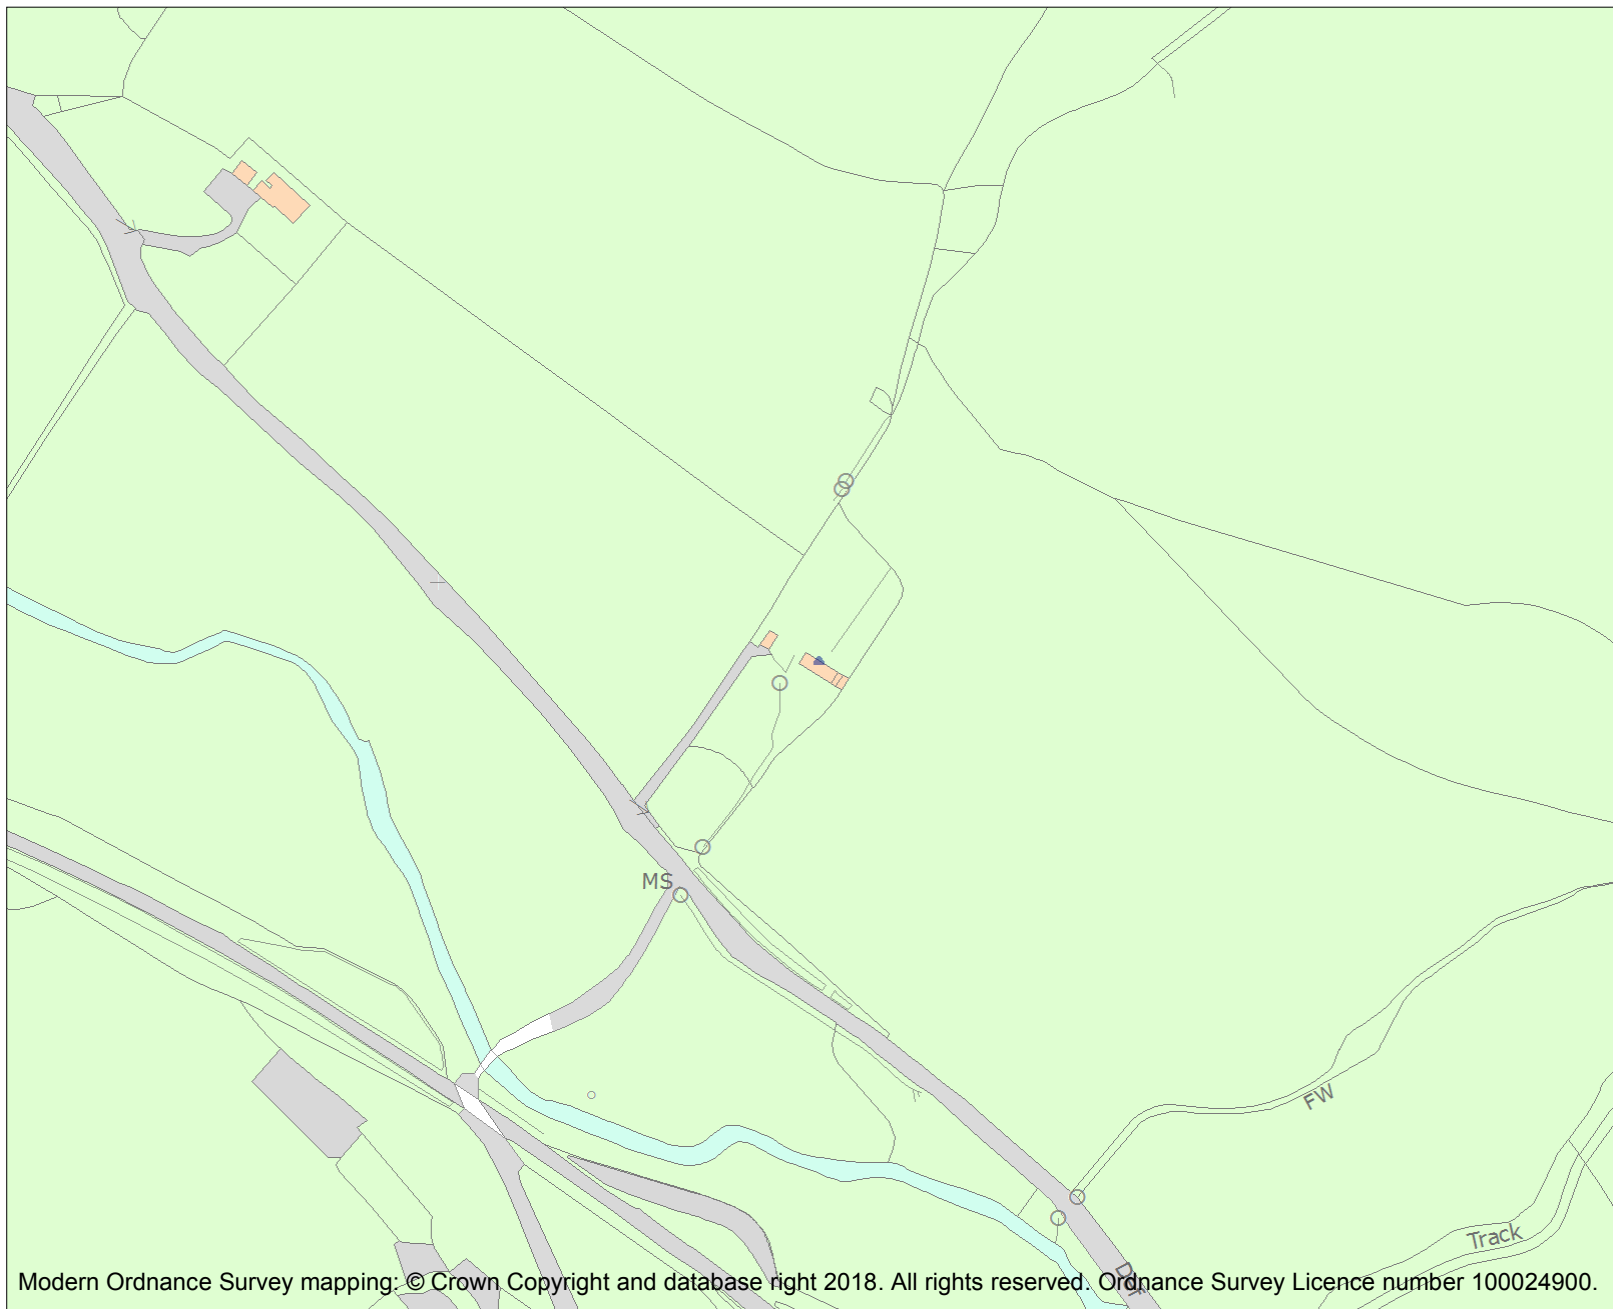 MS
FW
Track
Modern Ordnance Survey mapping: © Crown Copyright and database right 2018. All rights reserved. Ordnance Survey Licence number 100024900.